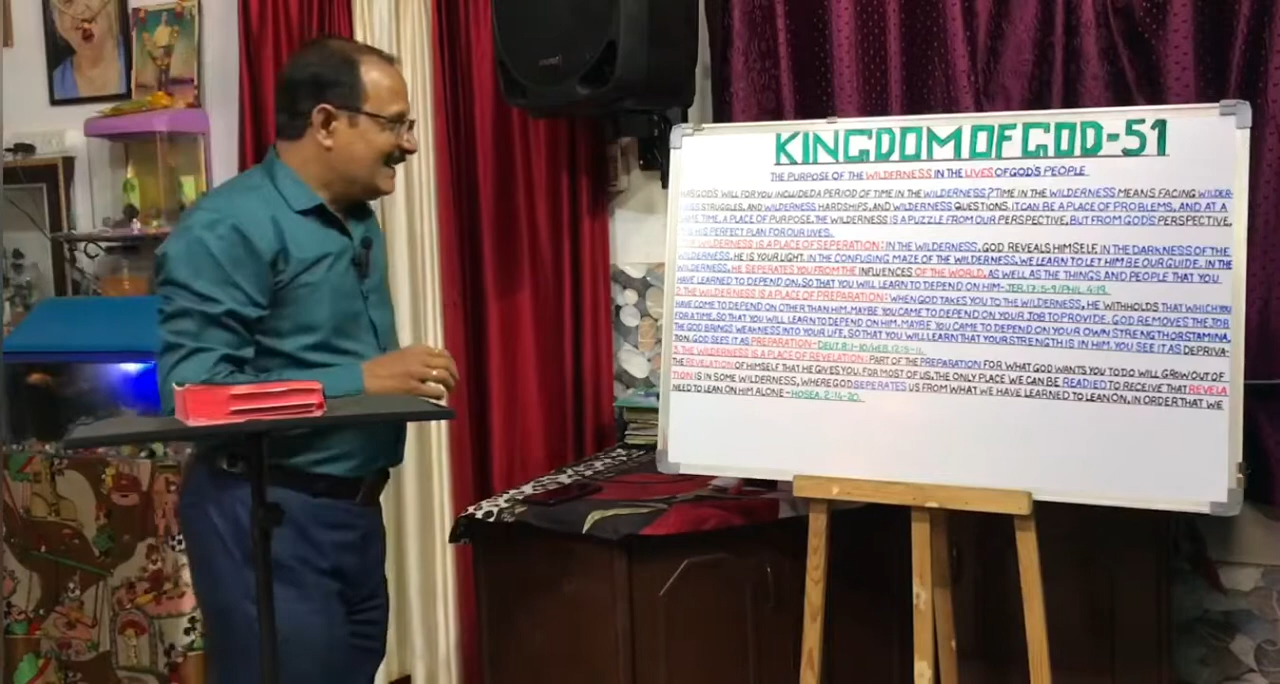 KINGDOM OF GOD-51
THE PURPOSE OF THE WILDERNESS IN THE LIVES OF GOD'S PEOPLE
HAS GOD'S WILL FOR YOU INCLUDED A PERIOD OF TIME IN THE WILDERNESS? TIME IN THE WILDERNESS MEANS FACING WILDER-
NESS STRUGGLES, AND WILDERNESS HARDSHIPS, AND WILDERNESS QUESTIONS. IT CAN BE A PLACE OF PROBLEMS, AND AT A
SAME TIME, A PLACE OF PURPOSE. THE WILDERNESS IS A PUZZLE FROM OUR PERSPECTIVE, BUT FROM GOD'S PERSPECTIVE,
IS HIS PERFECT PLAN FOR OUR LIVES.
THE WILDERNESS IS A PLACE OF SEPERATION: IN THE WILDERNESS, GOD REVEALS HIMSELF IN THE DARKNESS OF THE
WILDERNESS, HE IS YOUR LIGHT. IN THE CONFUSING MAZE OF THE WILDERNESS, WE LEARN TO LET HIM BE OUR GUIDE. IN THE
WILDERNESS, HE SEPERATES YOU FROM THE INFLUENCES OF THE WORLD, AS WELL AS THE THINGS AND PEOPLE THAT YOU
HAVE LEARNED TO DEPEND ON, SO THAT YOU WILL LEARN TO DEPEND ON HIM-JER.17:5-9/PHIL.4:19.
2.THE WILDERNESS IS A PLACE OF PREPARATION: WHEN GOD TAKES YOU TO THE WILDERNESS, HE WITHHOLDS THAT WHICH YOU
HAVE COME TO DEPEND ON OTHER THAN HIM. MAYBE YOU CAME TO DEPEND ON YOUR JOB TO PROVIDE. GOD REMOVES THE JOB
FOR A TIME, SO THAT YOU WILL LEARN TO DEPEND ON HIM. MAYBE YOU CAME TO DEPEND ON YOUR OWN STRENGTH OR STAMINA,
THE GOD BRINGS WEAKNESS INTO YOUR LIFE, SO THAT YOU WILL LEARN THAT YOUR STRENGTH IS IN HIM. YOU SEE IT AS DEPRIVA-
TION. GOD SEES IT AS PREPARATION-DEUT.8:1-10/HEB.12:5-11.
3.THE WILDERNESS IS A PLACE OF REVELATION: PART OF THE PREPARATION FOR WHAT GOD WANTS YOU TO DO WILL GROW OUT OF
THE REVELATION OF HIMSELF THAT HE GIVES YOU. FOR MOST OF US, THE ONLY PLACE WE CAN BE READIED TO RECEIVE THAT REVELA
TION IS IN SOME WILDERNESS, WHERE GOD SEPERATES US FROM WHAT WE HAVE LEARNED TO LEAN ON, IN ORDER THAT WE
NEED TO LEAN ON HIM ALONE-HOSEA.2:14-20.